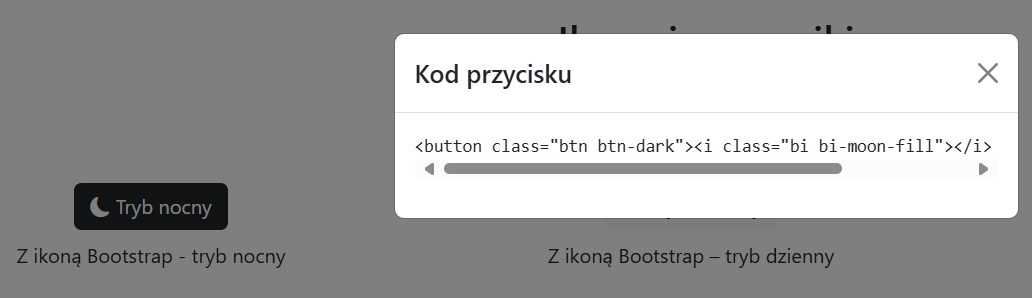 Kod przycisku
<button class="btn btn-dark"><i class="bi bi-moon-fill"></i>
Tryb nocny
Z ikoną Bootstrap - tryb nocny
Z ikoną Bootstrap – tryb dzienny